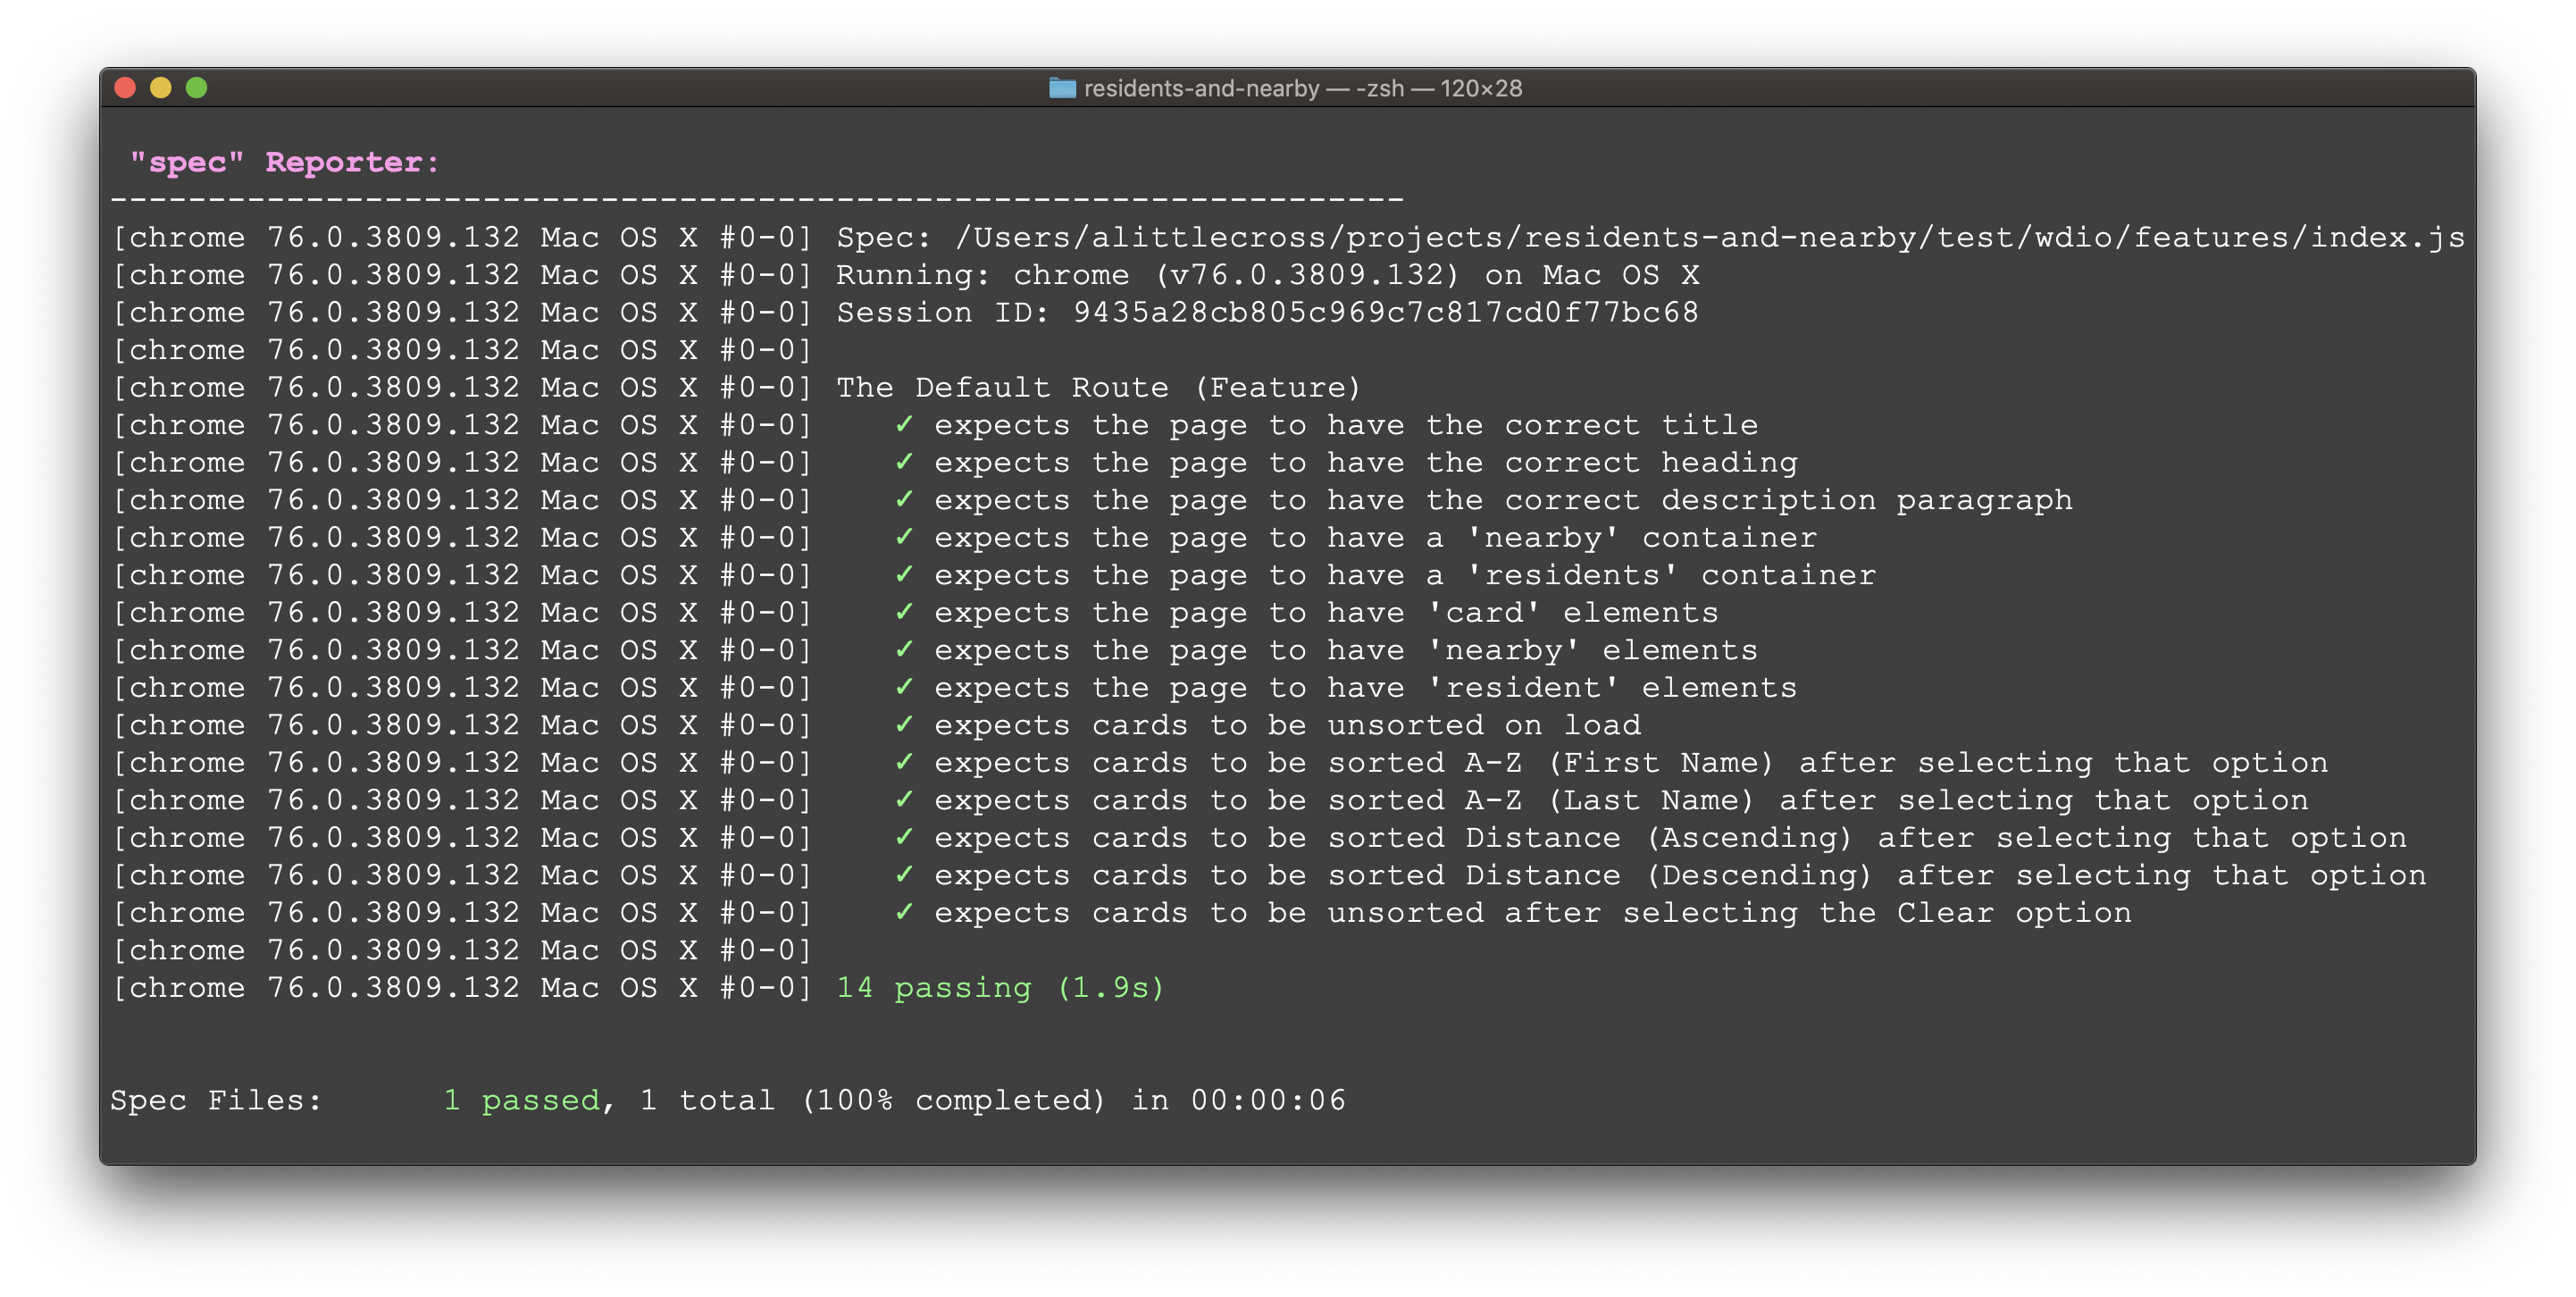 residents-and-nearby — -zsh — 120×28
"spec" Reporter:
------------------------------------------------------------------
[chrome 76.0.3809.132 Mac OS X #0-0] Spec: /Users/alittlecross/projects/residents-and-nearby/test/wdio/features/index.js
[chrome 76.0.3809.132 Mac OS X #0-0] Running: chrome (v76.0.3809.132) on Mac OS X
[chrome 76.0.3809.132 Mac OS X #0-0] Session ID: 9435a28cb805c969c7c817cd0f77bc68
[chrome 76.0.3809.132 Mac OS X #0-0]
[chrome 76.0.3809.132 Mac OS X #0-0] The Default Route (Feature)
[chrome 76.0.3809.132 Mac OS X #0-0]    ✓ expects the page to have the correct title
[chrome 76.0.3809.132 Mac OS X #0-0]    ✓ expects the page to have the correct heading
[chrome 76.0.3809.132 Mac OS X #0-0]    ✓ expects the page to have the correct description paragraph
[chrome 76.0.3809.132 Mac OS X #0-0]    ✓ expects the page to have a 'nearby' container
[chrome 76.0.3809.132 Mac OS X #0-0]    ✓ expects the page to have a 'residents' container
[chrome 76.0.3809.132 Mac OS X #0-0]    ✓ expects the page to have 'card' elements
[chrome 76.0.3809.132 Mac OS X #0-0]    ✓ expects the page to have 'nearby' elements
[chrome 76.0.3809.132 Mac OS X #0-0]    ✓ expects the page to have 'resident' elements
[chrome 76.0.3809.132 Mac OS X #0-0]    ✓ expects cards to be unsorted on load
[chrome 76.0.3809.132 Mac OS X #0-0]    ✓ expects cards to be sorted A-Z (First Name) after selecting that option
[chrome 76.0.3809.132 Mac OS X #0-0]    ✓ expects cards to be sorted A-Z (Last Name) after selecting that option
[chrome 76.0.3809.132 Mac OS X #0-0]    ✓ expects cards to be sorted Distance (Ascending) after selecting that option
[chrome 76.0.3809.132 Mac OS X #0-0]    ✓ expects cards to be sorted Distance (Descending) after selecting that option
[chrome 76.0.3809.132 Mac OS X #0-0]    ✓ expects cards to be unsorted after selecting the Clear option
[chrome 76.0.3809.132 Mac OS X #0-0]
[chrome 76.0.3809.132 Mac OS X #0-0] 14 passing (1.9s)
Spec Files:      1 passed, 1 total (100% completed) in 00:00:06